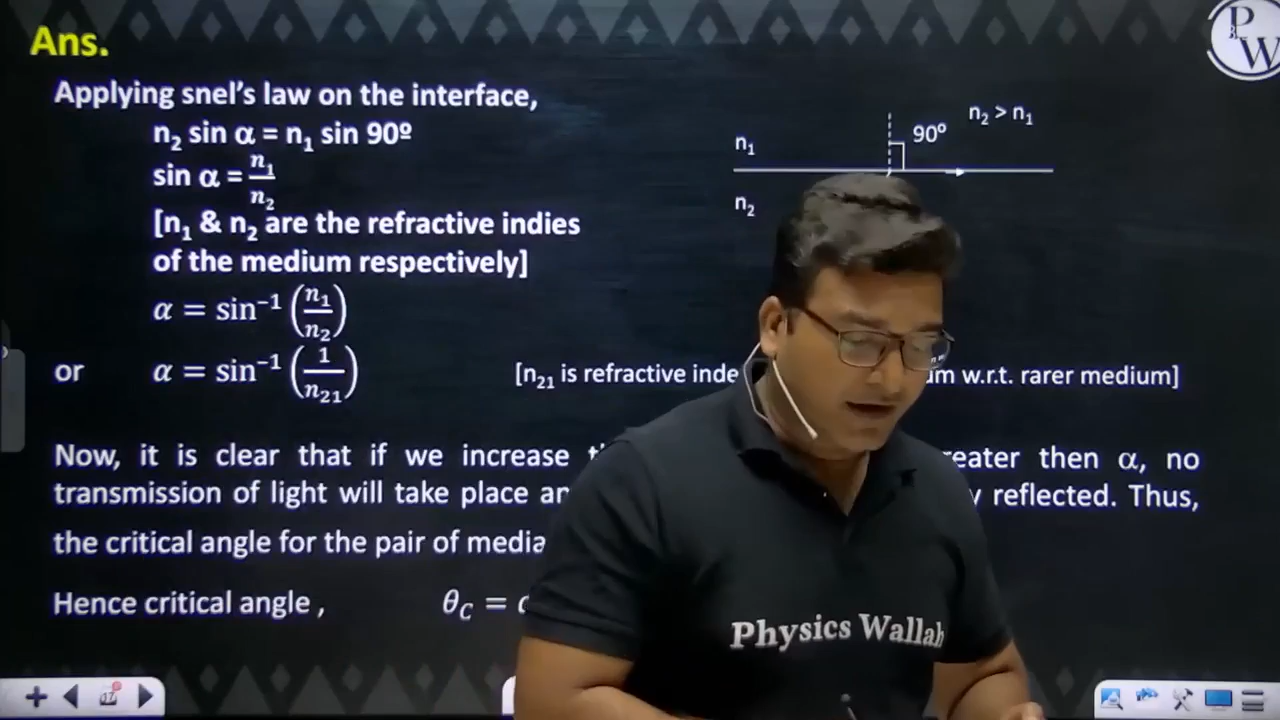 Ans.
PW
Applying snel's law on the interface,
n₂ > n₁
n₂ sin α = n₁ sin 90º
n₁
90º
sin α = n₁/n₂
n₂
[n₁ & n₂ are the refractive indies
of the medium respectively]
α = sin⁻¹ (n₁/n₂)
or α = sin⁻¹ (1/n₂₁) [n₂₁ is refractive inde m w.r.t. rarer medium]
Now, it is clear that if we increase eater then α, no
transmission of light will take place reflected. Thus,
the critical angle for the pair of media
Hence critical angle , θ_C =
Physics Wallah
17